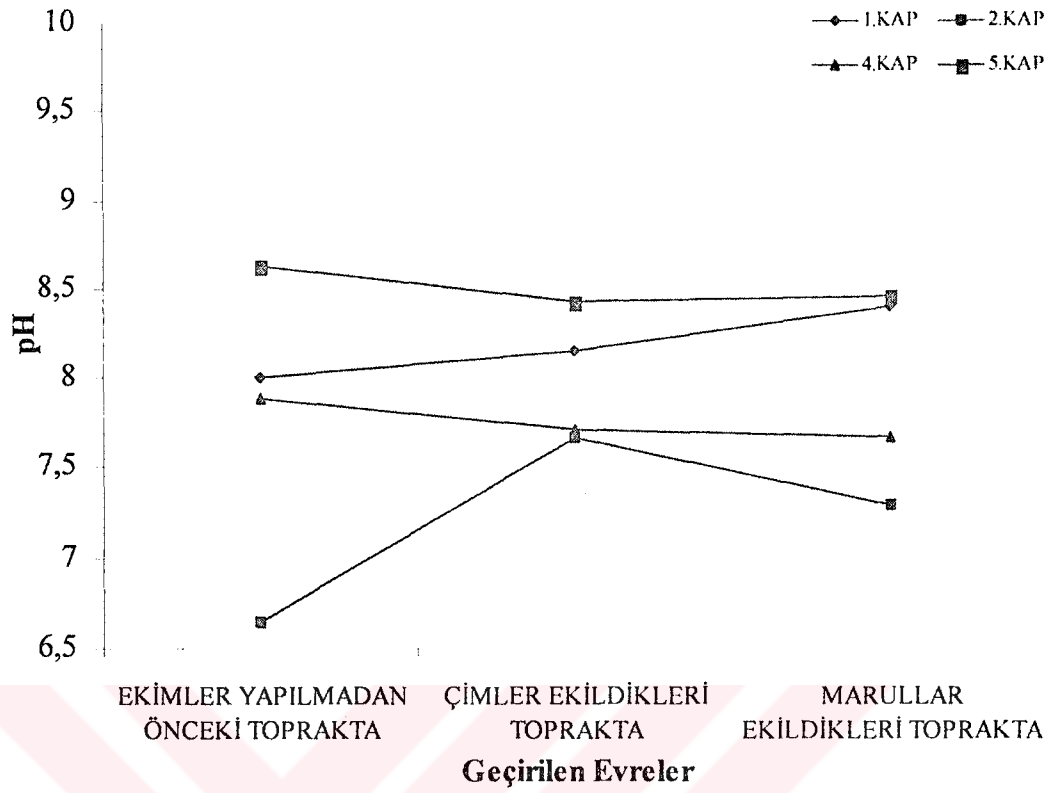 1.KAP 2.KAP
4.KAP 5.KAP
10
9,5
9
8,5
8
7,5
7
6,5
pH
EKİMLER YAPILMADAN
ÖNCEKİ TOPRAKTA
ÇİMLER EKİLDİKLERİ
TOPRAKTA
MARULLAR
EKİLDİKLERİ TOPRAKTA
Geçirilen Evreler